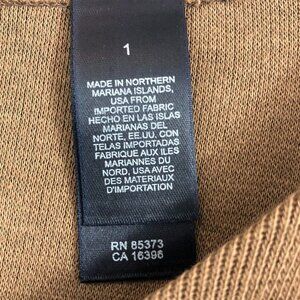 1
MADE IN NORTHERN
MARIANA ISLANDS,
USA FROM
IMPORTED FABRIC
HECHO EN LAS ISLAS
MARIANAS DEL
NORTE, EE.UU. CON
TELAS IMPORTADAS
FABRIQUE AUX ILES
MARIANNES DU
NORD, USA AVEC
DES MATERIAUX
D'IMPORTATION
RN 85373
CA 16396